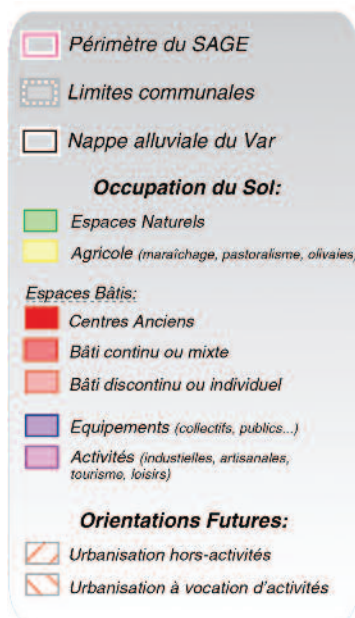 Périmètre du SAGE
Limites communales
Nappe alluviale du Var
Occupation du Sol:
Espaces Naturels
Agricole (maraîchage, pastoralisme, olivaies)
Espaces Bâtis:
Centres Anciens
Bâti continu ou mixte
Bâti discontinu ou individuel
Equipements (collectifs, publics...)
Activités (industielles, artisanales,
tourisme, loisirs)
Orientations Futures:
Urbanisation hors-activités
Urbanisation à vocation d'activités